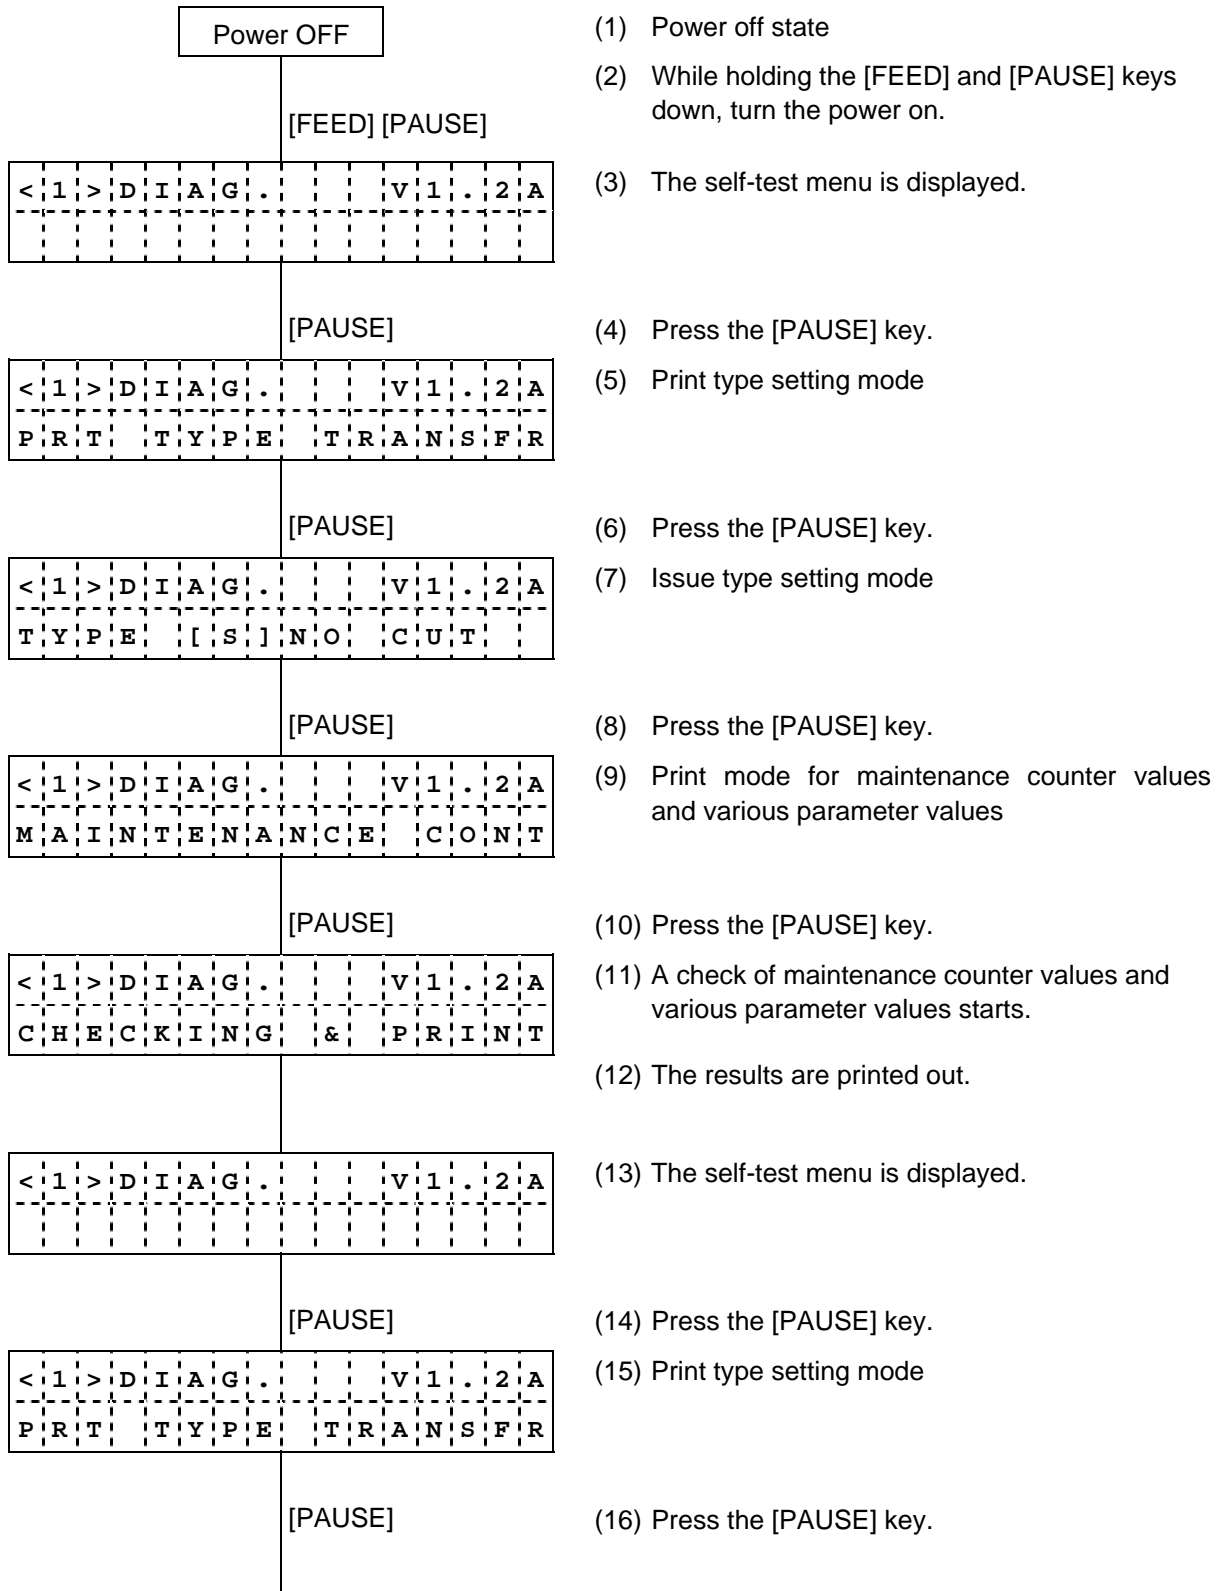 Power OFF
(1) Power off state
(2) While holding the [FEED] and [PAUSE] keys
down, turn the power on.
[FEED] [PAUSE]
<1>DIAG.   V1.2A
(3) The self-test menu is displayed.
[PAUSE]
(4) Press the [PAUSE] key.
<1>DIAG.   V1.2A
PRT TYPE TRANSFR
(5) Print type setting mode
[PAUSE]
(6) Press the [PAUSE] key.
<1>DIAG.   V1.2A
TYPE [S]NO CUT
(7) Issue type setting mode
[PAUSE]
(8) Press the [PAUSE] key.
<1>DIAG.   V1.2A
MAINTENANCE CONT
(9) Print mode for maintenance counter values
and various parameter values
[PAUSE]
(10) Press the [PAUSE] key.
<1>DIAG.   V1.2A
CHECKING & PRINT
(11) A check of maintenance counter values and
various parameter values starts.
(12) The results are printed out.
<1>DIAG.   V1.2A
(13) The self-test menu is displayed.
[PAUSE]
(14) Press the [PAUSE] key.
<1>DIAG.   V1.2A
PRT TYPE TRANSFR
(15) Print type setting mode
[PAUSE]
(16) Press the [PAUSE] key.